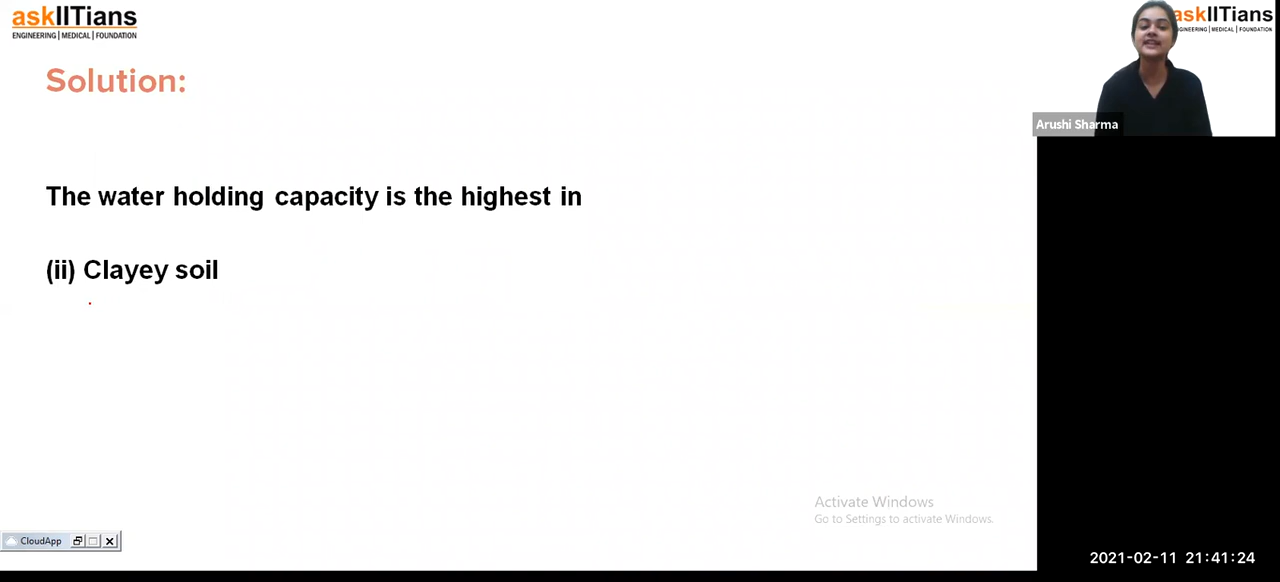 askIITians
ENGINEERING | MEDICAL | FOUNDATION
askIITians
ENGINEERING | MEDICAL | FOUNDATION
Arushi Sharma
Solution:
The water holding capacity is the highest in
(ii) Clayey soil
Activate Windows
Go to Settings to activate Windows.
CloudApp
2021-02-11 21:41:24